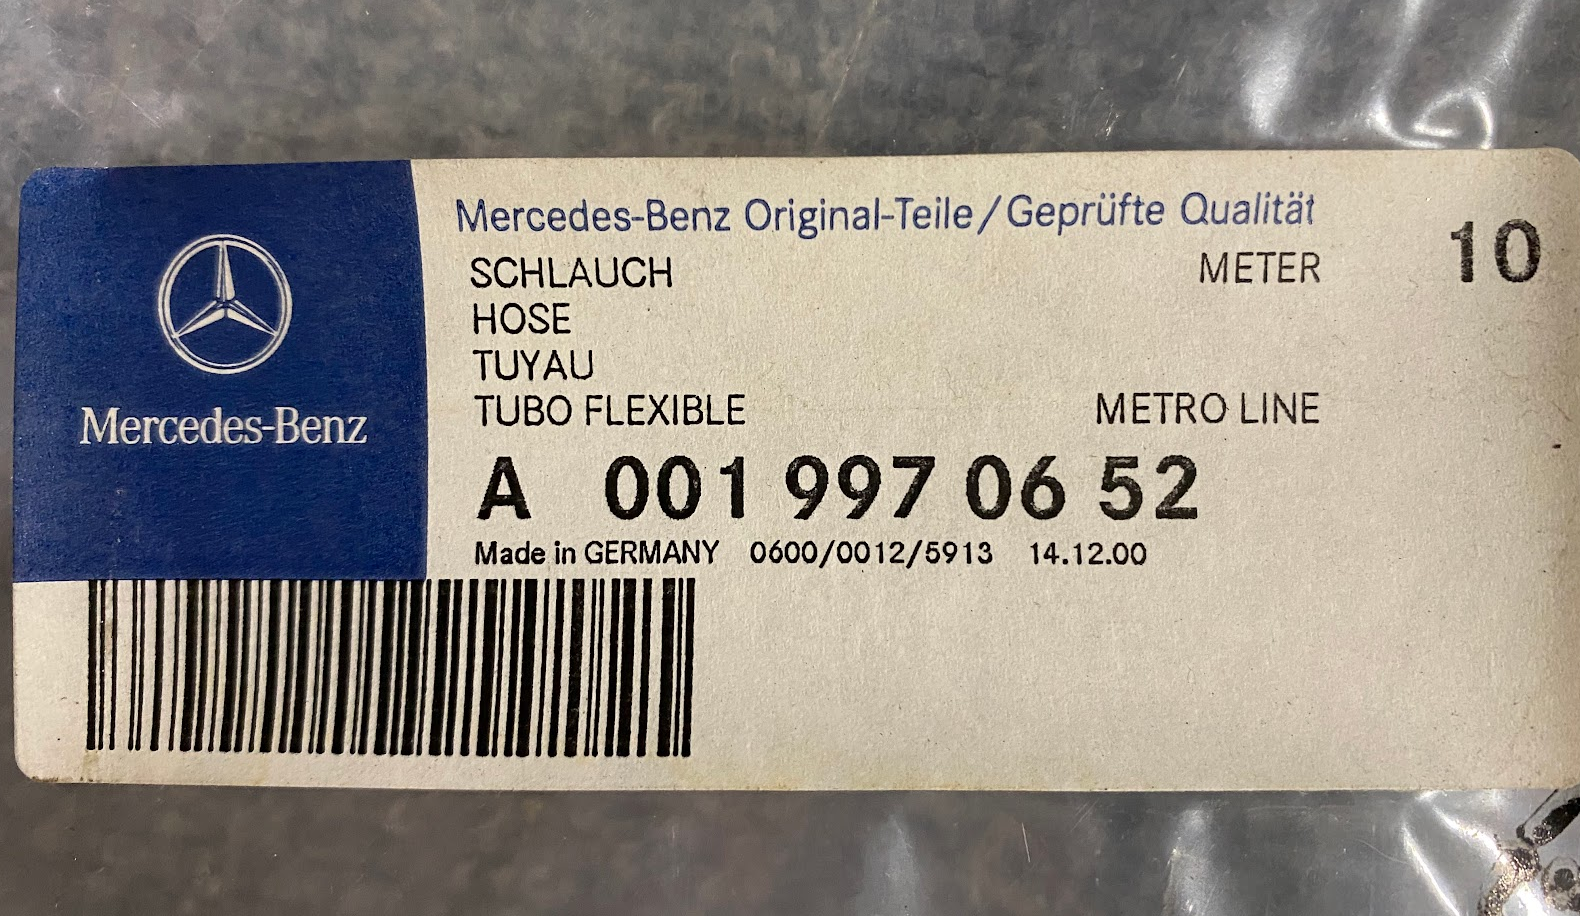 Mercedes-Benz
Mercedes-Benz Original-Teile/Geprüfte Qualität
SCHLAUCH METER 10
HOSE
TUYAU
TUBO FLEXIBLE METRO LINE
A 001 997 06 52
Made in GERMANY 0600/0012/5913 14.12.00